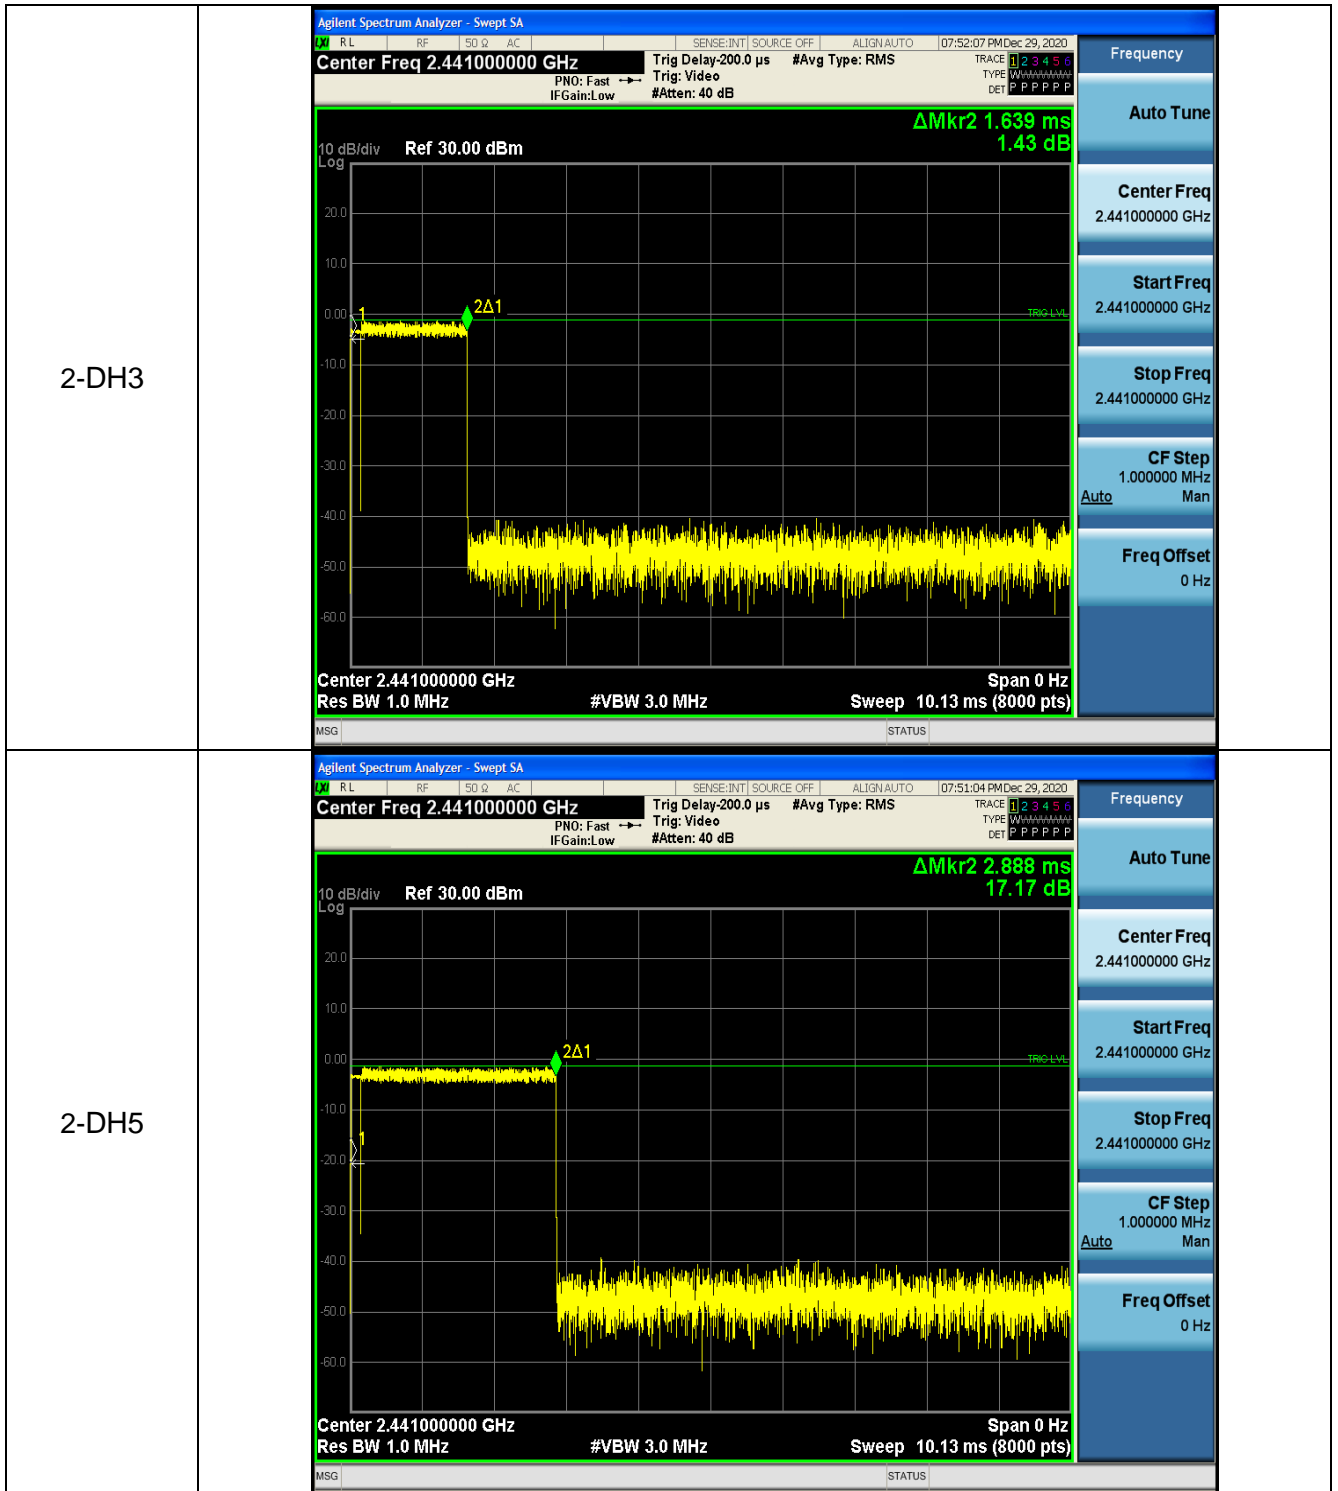 2-DH3
Agilent Spectrum Analyzer - Swept SA
LXI RL RF 50 Ω AC SENSE:INT SOURCE OFF ALIGN AUTO 07:52:07 PM Dec 29, 2020
Center Freq 2.441000000 GHz
PNO: Fast
IFGain:Low
Trig Delay-200.0 µs
Trig: Video
#Atten: 40 dB
#Avg Type: RMS
TRACE 1 2 3 4 5 6
TYPE W
DET P P P P P P
ΔMkr2 1.639 ms
1.43 dB
10 dB/div Ref 30.00 dBm
Log
20.0
10.0
0.00
-10.0
-20.0
-30.0
-40.0
-50.0
-60.0
1
2Δ1
TRIG LVL
Center 2.441000000 GHz Span 0 Hz
Res BW 1.0 MHz #VBW 3.0 MHz Sweep 10.13 ms (8000 pts)
MSG STATUS
Frequency
Auto Tune
Center Freq
2.441000000 GHz
Start Freq
2.441000000 GHz
Stop Freq
2.441000000 GHz
CF Step
1.000000 MHz
Auto Man
Freq Offset
0 Hz
2-DH5
Agilent Spectrum Analyzer - Swept SA
LXI RL RF 50 Ω AC SENSE:INT SOURCE OFF ALIGN AUTO 07:51:04 PM Dec 29, 2020
Center Freq 2.441000000 GHz
PNO: Fast
IFGain:Low
Trig Delay-200.0 µs
Trig: Video
#Atten: 40 dB
#Avg Type: RMS
TRACE 1 2 3 4 5 6
TYPE W
DET P P P P P P
ΔMkr2 2.888 ms
17.17 dB
10 dB/div Ref 30.00 dBm
Log
20.0
10.0
0.00
-10.0
-20.0
-30.0
-40.0
-50.0
-60.0
1
2Δ1
TRIG LVL
Center 2.441000000 GHz Span 0 Hz
Res BW 1.0 MHz #VBW 3.0 MHz Sweep 10.13 ms (8000 pts)
MSG STATUS
Frequency
Auto Tune
Center Freq
2.441000000 GHz
Start Freq
2.441000000 GHz
Stop Freq
2.441000000 GHz
CF Step
1.000000 MHz
Auto Man
Freq Offset
0 Hz